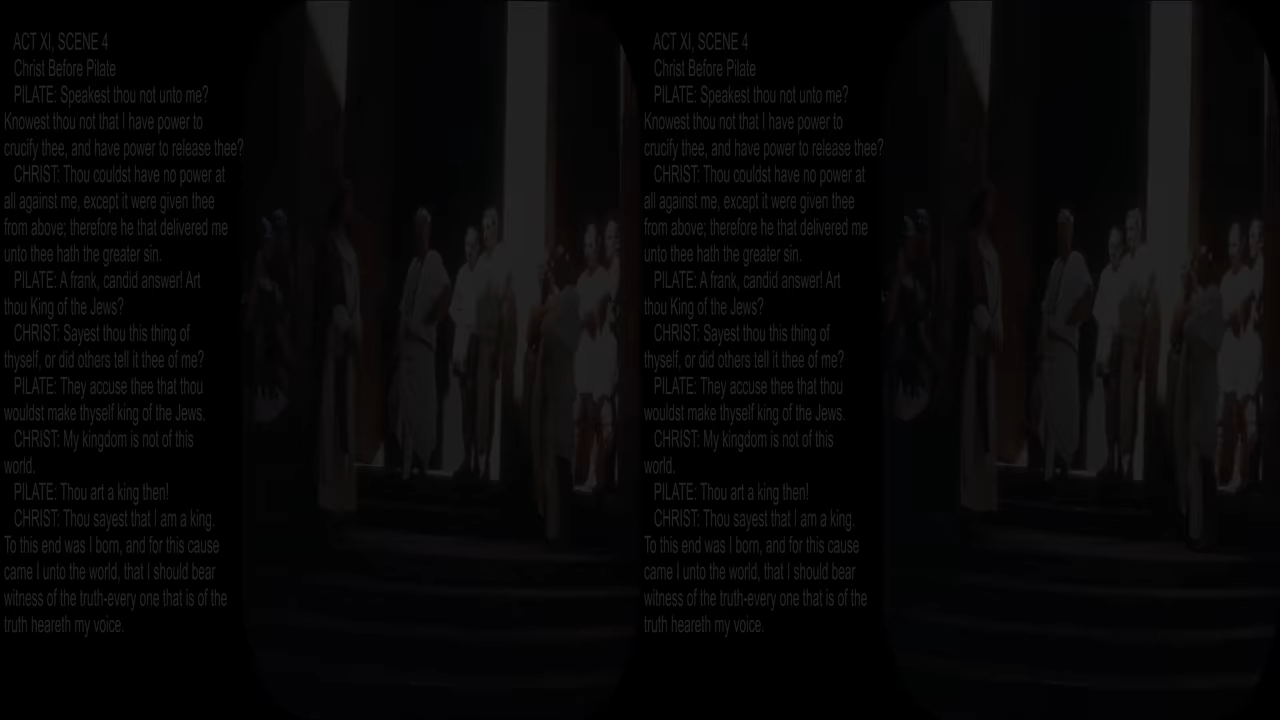 ACT XI, SCENE 4
Christ Before Pilate
PILATE: Speakest thou not unto me?
Knowest thou not that I have power to
crucify thee, and have power to release thee?
CHRIST: Thou couldst have no power at
all against me, except it were given thee
from above; therefore he that delivered me
unto thee hath the greater sin.
PILATE: A frank, candid answer! Art
thou King of the Jews?
CHRIST: Sayest thou this thing of
thyself, or did others tell it thee of me?
PILATE: They accuse thee that thou
wouldst make thyself king of the Jews.
CHRIST: My kingdom is not of this
world.
PILATE: Thou art a king then!
CHRIST: Thou sayest that I am a king.
To this end was I born, and for this cause
came I unto the world, that I should bear
witness of the truth-every one that is of the
truth heareth my voice.
ACT XI, SCENE 4
Christ Before Pilate
PILATE: Speakest thou not unto me?
Knowest thou not that I have power to
crucify thee, and have power to release thee?
CHRIST: Thou couldst have no power at
all against me, except it were given thee
from above; therefore he that delivered me
unto thee hath the greater sin.
PILATE: A frank, candid answer! Art
thou King of the Jews?
CHRIST: Sayest thou this thing of
thyself, or did others tell it thee of me?
PILATE: They accuse thee that thou
wouldst make thyself king of the Jews.
CHRIST: My kingdom is not of this
world.
PILATE: Thou art a king then!
CHRIST: Thou sayest that I am a king.
To this end was I born, and for this cause
came I unto the world, that I should bear
witness of the truth-every one that is of the
truth heareth my voice.